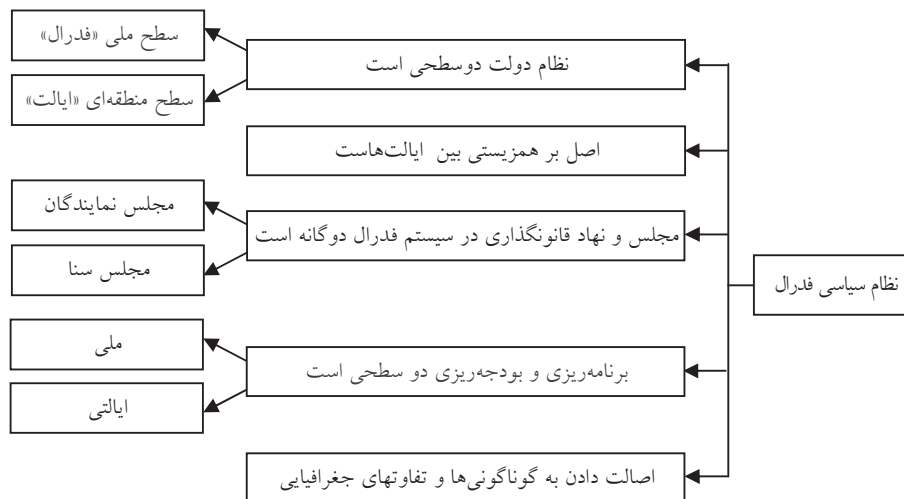 نظام سیاسی فدرال
نظام دولت دوسطحی است
سطح ملی «فدرال»
سطح منطقه‌ای «ایالت»
اصل بر همزیستی بین ایالت‌هاست
مجلس و نهاد قانونگذاری در سیستم فدرال دوگانه است
مجلس نمایندگان
مجلس سنا
برنامه‌ریزی و بودجه‌ریزی دو سطحی است
ملی
ایالتی
اصالت دادن به گوناگونی‌ها و تفاوتهای جغرافیایی